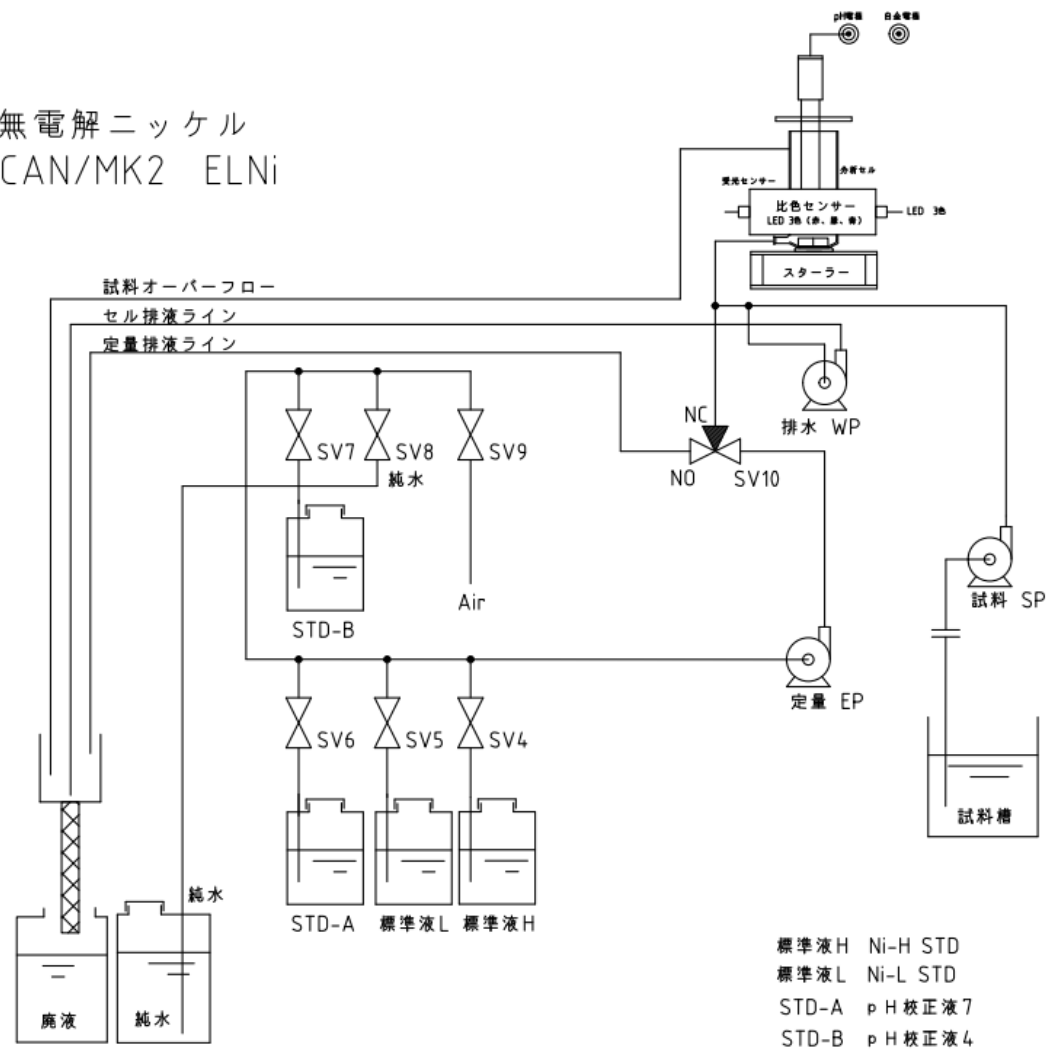 pH電極 白金電極
無電解ニッケル
CAN/MK2 ELNi
受光センサー 分析セル
比色センサー
LED 3色 (赤、緑、青)
LED 3色
スターラー
試料オーバーフロー
セル排液ライン
定量排液ライン
排水 WP
NC
NO SV10
SV7 SV8 SV9
純水
STD-B
Air
試料 SP
定量 EP
SV6 SV5 SV4
試料槽
純水
STD-A 標準液L 標準液H
廃液 純水
標準液H Ni-H STD
標準液L Ni-L STD
STD-A pH校正液7
STD-B pH校正液4